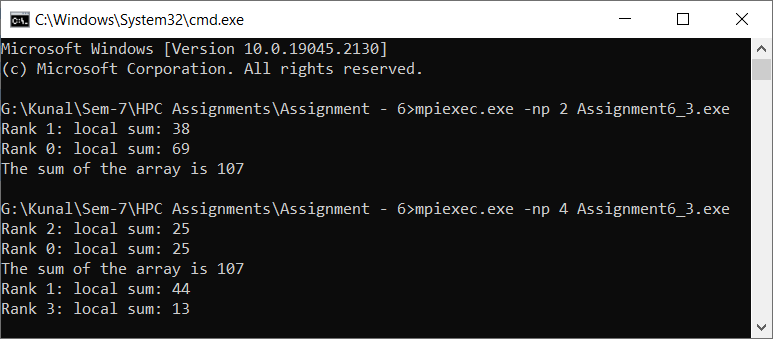 C:\Windows\System32\cmd.exe
Microsoft Windows [Version 10.0.19045.2130]
(c) Microsoft Corporation. All rights reserved.
G:\Kunal\Sem-7\HPC Assignments\Assignment - 6>mpiexec.exe -np 2 Assignment6_3.exe
Rank 1: local sum: 38
Rank 0: local sum: 69
The sum of the array is 107
G:\Kunal\Sem-7\HPC Assignments\Assignment - 6>mpiexec.exe -np 4 Assignment6_3.exe
Rank 2: local sum: 25
Rank 0: local sum: 25
The sum of the array is 107
Rank 1: local sum: 44
Rank 3: local sum: 13